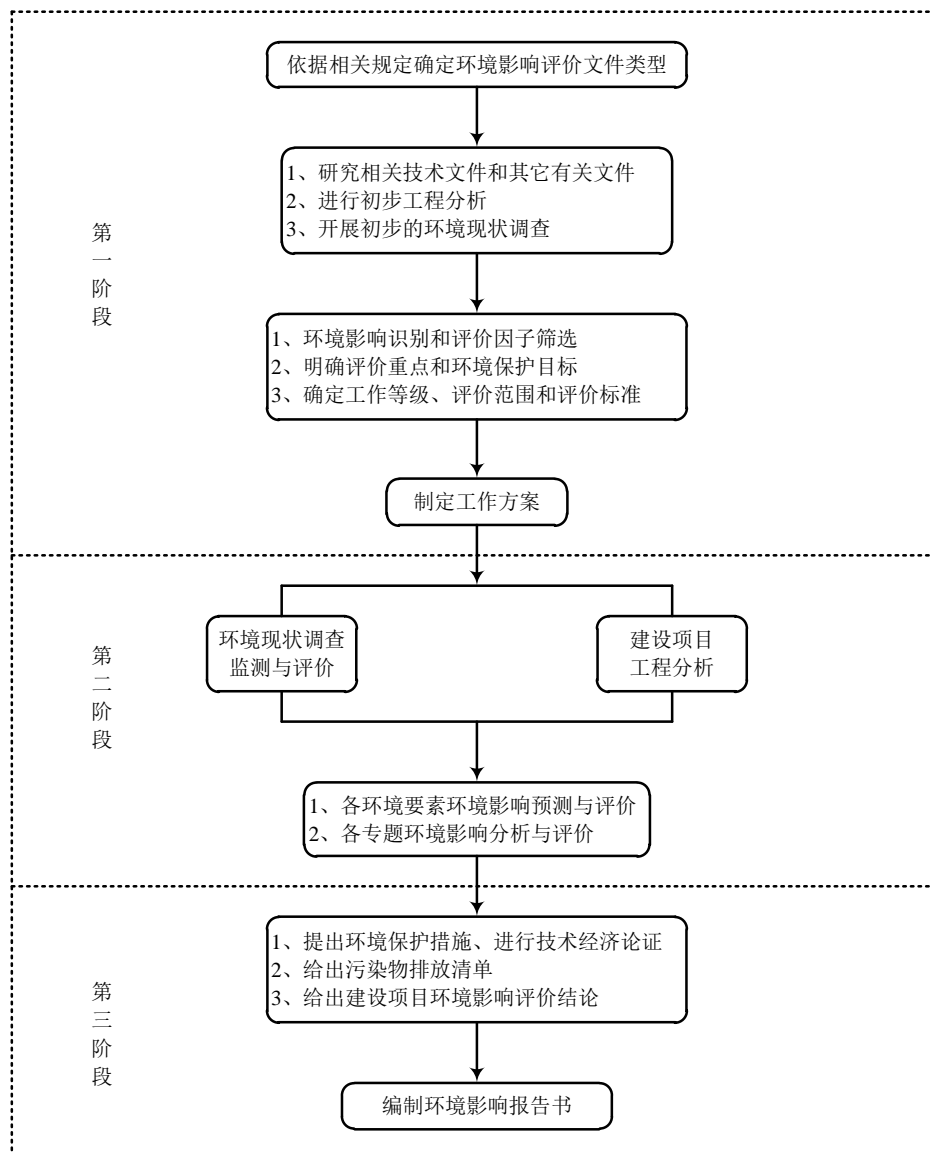 依据相关规定确定环境影响评价文件类型
1、研究相关技术文件和其它有关文件
2、进行初步工程分析
3、开展初步的环境现状调查
第一阶段
1、环境影响识别和评价因子筛选
2、明确评价重点和环境保护目标
3、确定工作等级、评价范围和评价标准
制定工作方案
第二阶段
环境现状调查
监测与评价
建设项目
工程分析
1、各环境要素环境影响预测与评价
2、各专题环境影响分析与评价
第三阶段
1、提出环境保护措施、进行技术经济论证
2、给出污染物排放清单
3、给出建设项目环境影响评价结论
编制环境影响报告书